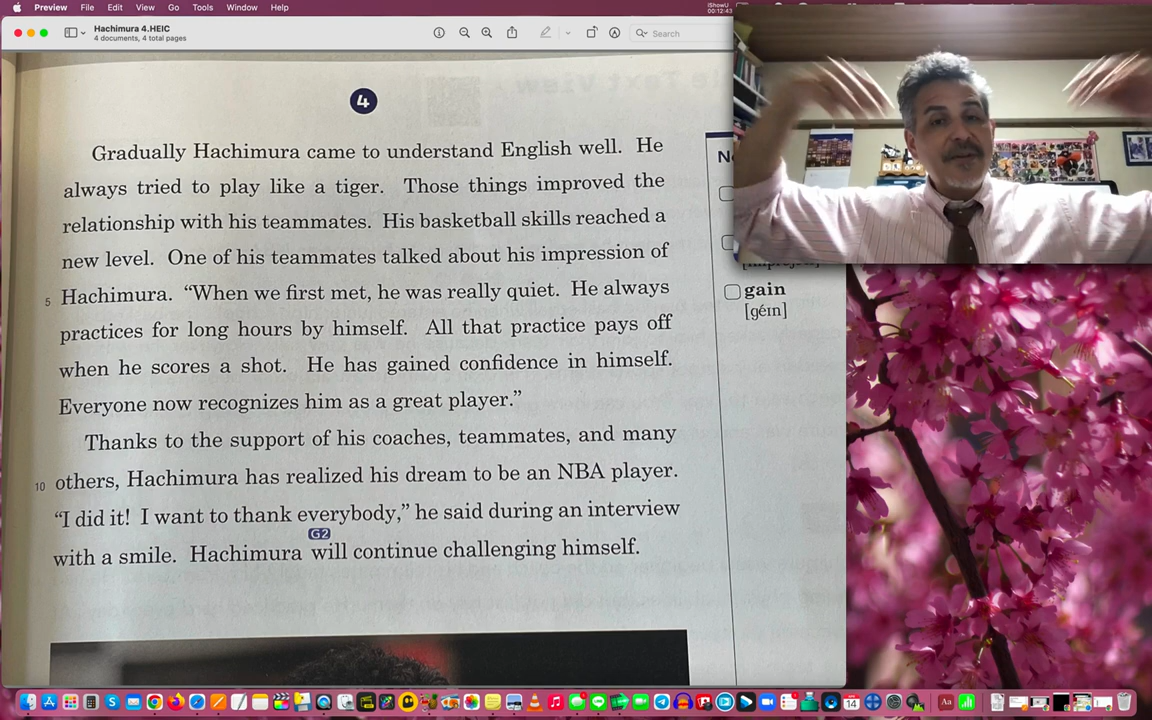 Preview File Edit View Go Tools Window Help
iShowU
00:12:43
Hachimura 4.HEIC
4 documents, 4 total pages
Search
4
Gradually Hachimura came to understand English well. He
always tried to play like a tiger. Those things improved the
relationship with his teammates. His basketball skills reached a
new level. One of his teammates talked about his impression of
5 Hachimura. “When we first met, he was really quiet. He always
practices for long hours by himself. All that practice pays off
when he scores a shot. He has gained confidence in himself.
Everyone now recognizes him as a great player.”
Thanks to the support of his coaches, teammates, and many
10 others, Hachimura has realized his dream to be an NBA player.
“I did it! I want to thank everybody,” he said during an interview
G2
with a smile. Hachimura will continue challenging himself.
gain
[géɪn]
14